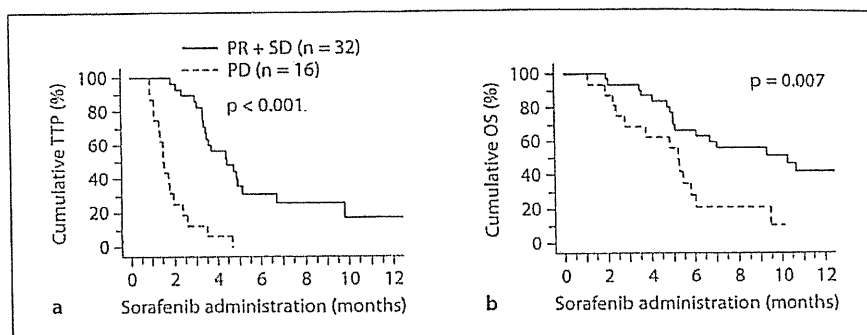 PR + SD (n = 32)
PD (n = 16)
p < 0.001.
Cumulative TTP (%)
100
80
60
40
20
0
0 2 4 6 8 10 12
a Sorafenib administration (months)
p = 0.007
Cumulative OS (%)
100
80
60
40
20
0
0 2 4 6 8 10 12
b Sorafenib administration (months)